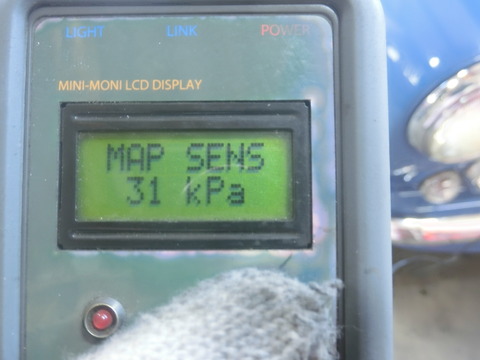 LIGHT LINK POWER
MINI-MONI LCD DISPLAY
MAP SENS
31 kPa